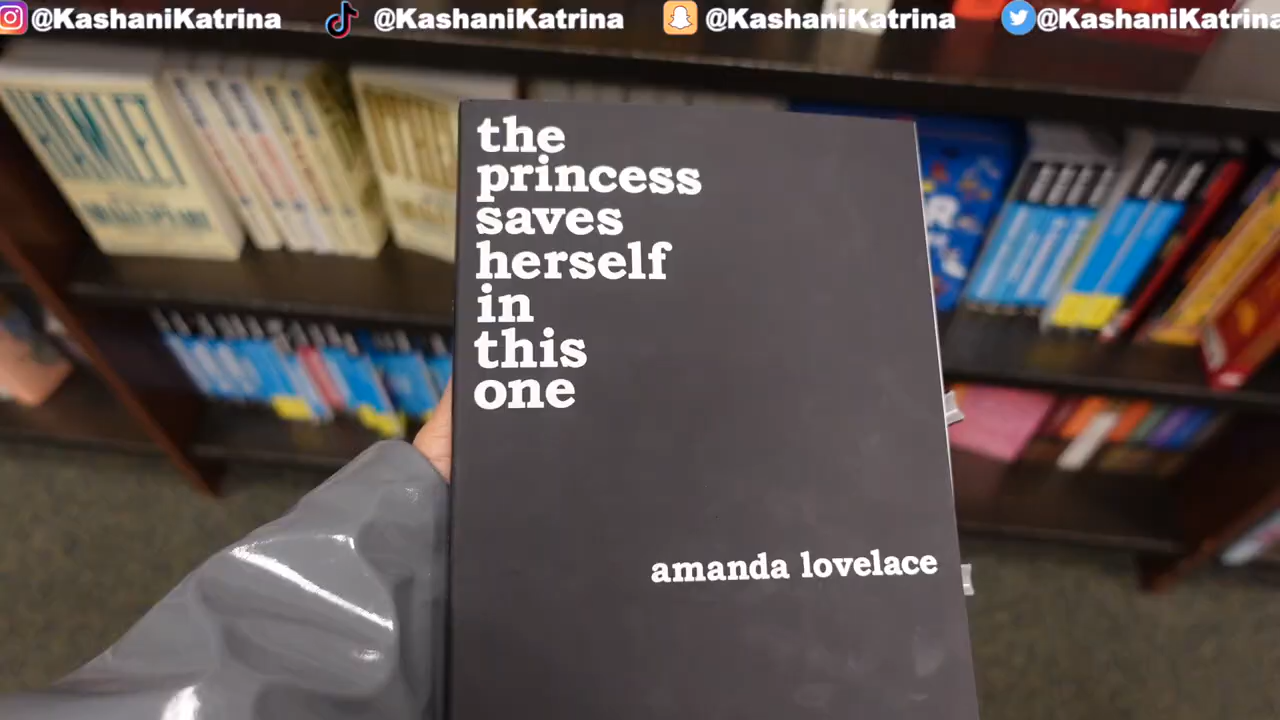 @KashaniKatrina @KashaniKatrina @KashaniKatrina @KashaniKatrina
HAMLET
the
princess
saves
herself
in
this
one
amanda lovelace